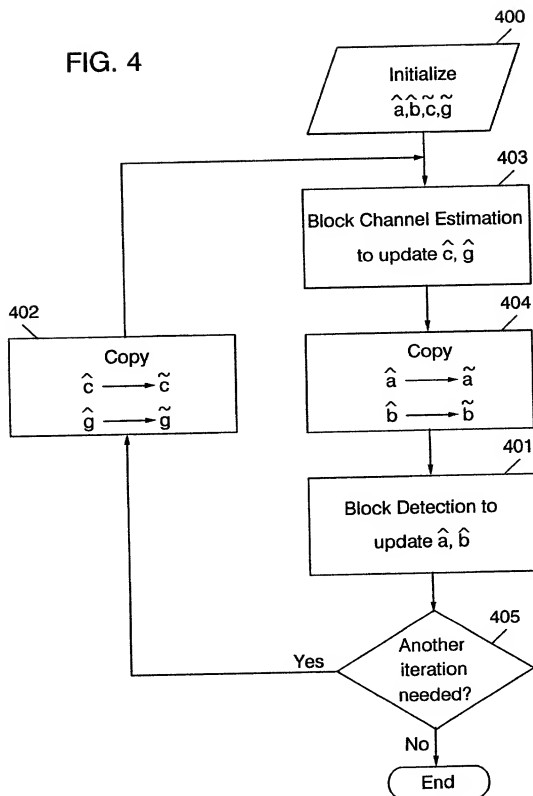 FIG. 4
400
Initialize
â,b̂,c̃,g̃
403
Block Channel Estimation
to update ĉ, ĝ
402
Copy
ĉ → c̃
ĝ → g̃
404
Copy
â → ã
b̂ → b̃
401
Block Detection to
update â, b̂
405
Another
iteration
needed?
Yes
No
End